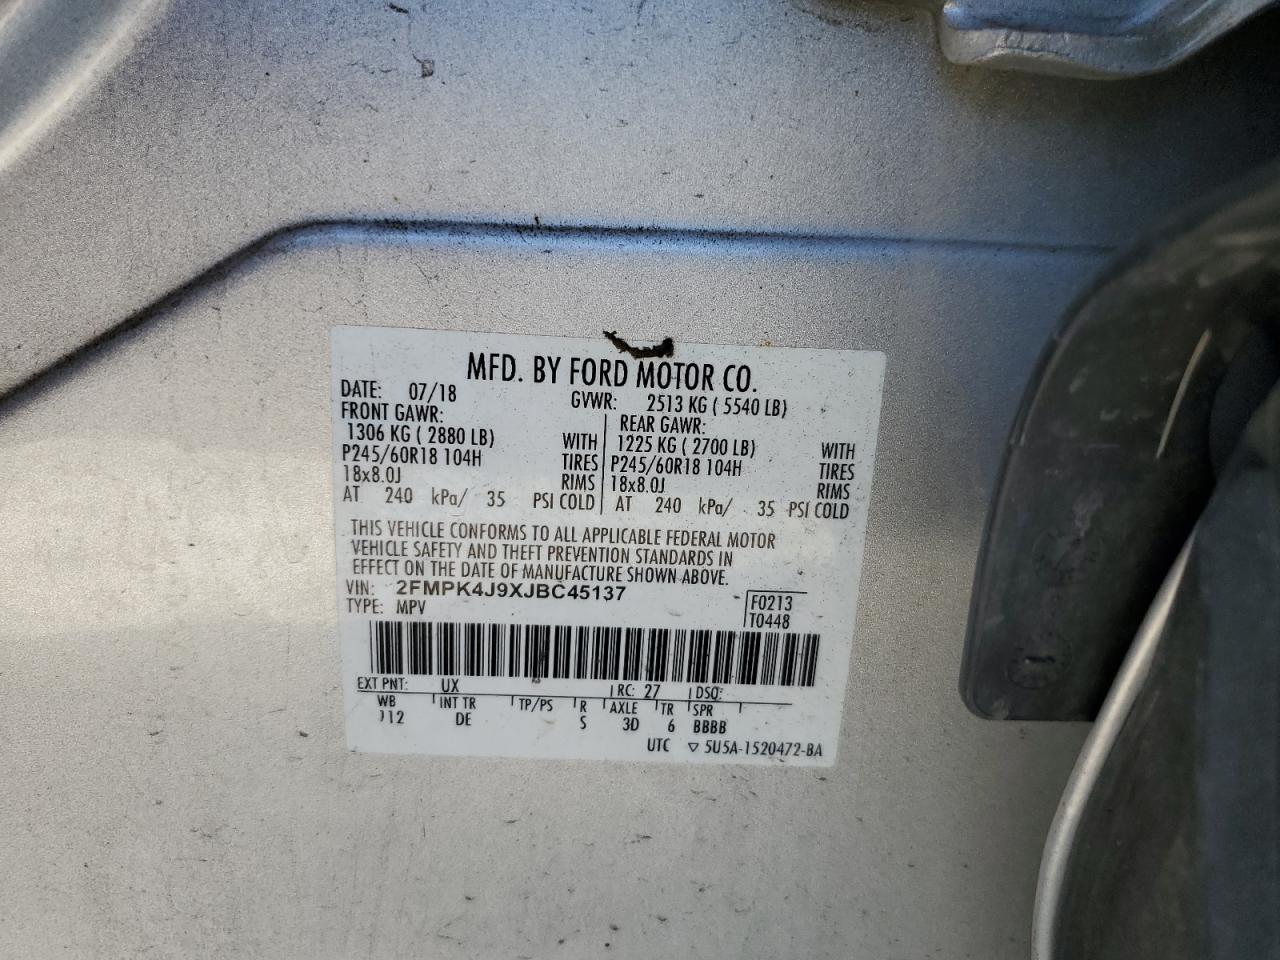 MFD. BY FORD MOTOR CO.
DATE: 07/18 GVWR: 2513 KG ( 5540 LB)
FRONT GAWR: REAR GAWR:
1306 KG ( 2880 LB) WITH 1225 KG ( 2700 LB) WITH
P245/60R18 104H TIRES P245/60R18 104H TIRES
18x8.0J RIMS 18x8.0J RIMS
AT 240 kPa/ 35 PSI COLD AT 240 kPa/ 35 PSI COLD
THIS VEHICLE CONFORMS TO ALL APPLICABLE FEDERAL MOTOR
VEHICLE SAFETY AND THEFT PREVENTION STANDARDS IN
EFFECT ON THE DATE OF MANUFACTURE SHOWN ABOVE.
VIN: 2FMPK4J9XJBC45137 F0213
TYPE: MPV T0448
EXT PNT: UX RC: 27 DSO:
WB INT TR TP/PS R AXLE TR SPR
112 DE S 3D 6 BBBB
UTC ▽ 5U5A-1520472-BA